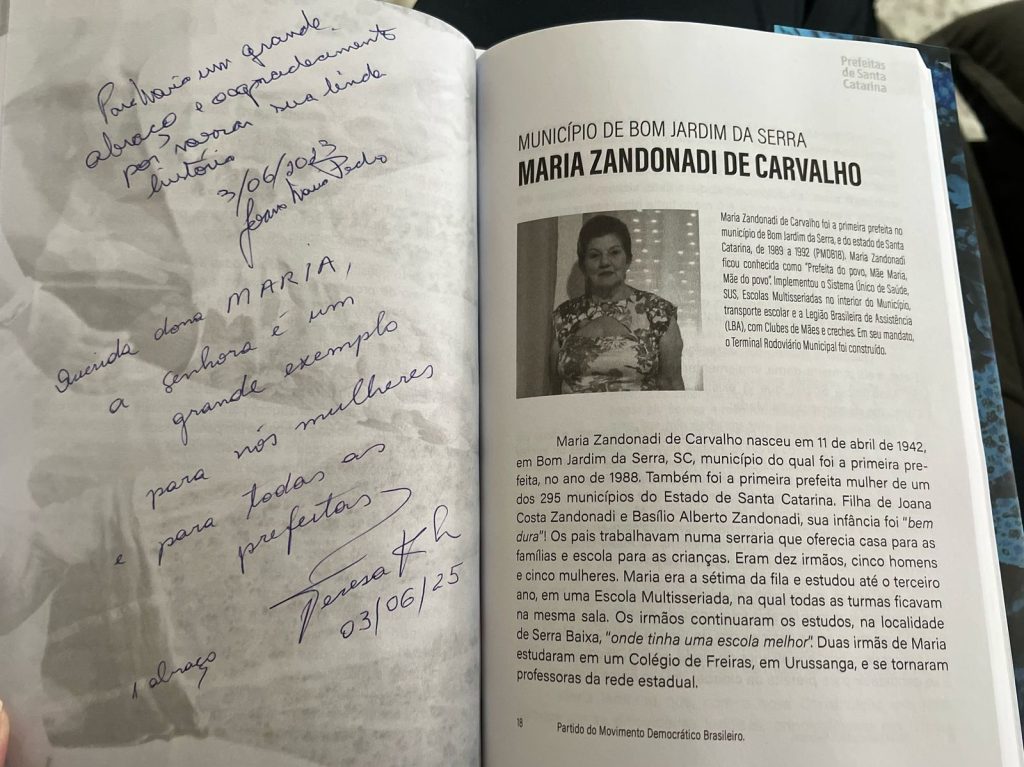 Para Maria um grande
abraço e o agradecimento
por narrar sua linda
história
3/06/2023
Joana Maria Pedro
Querida dona MARIA,
a senhora é um
grande exemplo
para nós mulheres
e para todas as
prefeitas
Teresa
03/06/25
1 abraço
Prefeitas
de Santa
Catarina
MUNICÍPIO DE BOM JARDIM DA SERRA
MARIA ZANDONADI DE CARVALHO
Maria Zandonadi de Carvalho foi a primeira prefeita no
município de Bom Jardim da Serra, e do estado de Santa
Catarina, de 1989 a 1992 (PMDB18). Maria Zandonadi
ficou conhecida como "Prefeita do povo, Mãe Maria,
Mãe do povo". Implementou o Sistema Único de Saúde,
SUS, Escolas Multisseriadas no interior do Município,
transporte escolar e a Legião Brasileira de Assistência
(LBA), com Clubes de Mães e creches. Em seu mandato,
o Terminal Rodoviário Municipal foi construído.
Maria Zandonadi de Carvalho nasceu em 11 de abril de 1942,
em Bom Jardim da Serra, SC, município do qual foi a primeira pre-
feita, no ano de 1988. Também foi a primeira prefeita mulher de um
dos 295 municípios do Estado de Santa Catarina. Filha de Joana
Costa Zandonadi e Basílio Alberto Zandonadi, sua infância foi "bem
dura"! Os pais trabalhavam numa serraria que oferecia casa para as
famílias e escola para as crianças. Eram dez irmãos, cinco homens
e cinco mulheres. Maria era a sétima da fila e estudou até o terceiro
ano, em uma Escola Multisseriada, na qual todas as turmas ficavam
na mesma sala. Os irmãos continuaram os estudos, na localidade
de Serra Baixa, "onde tinha uma escola melhor". Duas irmãs de Maria
estudaram em um Colégio de Freiras, em Urussanga, e se tornaram
professoras da rede estadual.
18 Partido do Movimento Democrático Brasileiro.